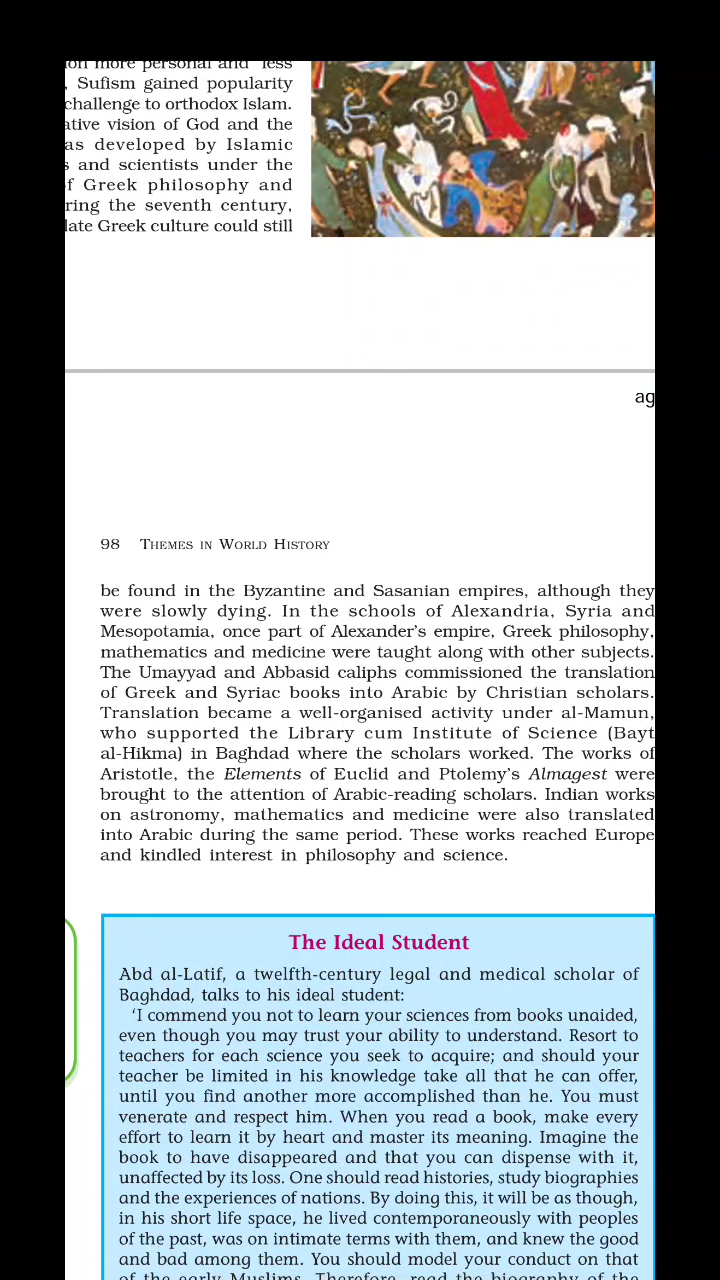 on more personal and less
, Sufism gained popularity
challenge to orthodox Islam.
ative vision of God and the
as developed by Islamic
s and scientists under the
of Greek philosophy and
ring the seventh century,
late Greek culture could still
ag
98 THEMES IN WORLD HISTORY
be found in the Byzantine and Sasanian empires, although they
were slowly dying. In the schools of Alexandria, Syria and
Mesopotamia, once part of Alexander's empire, Greek philosophy,
mathematics and medicine were taught along with other subjects.
The Umayyad and Abbasid caliphs commissioned the translation
of Greek and Syriac books into Arabic by Christian scholars.
Translation became a well-organised activity under al-Mamun,
who supported the Library cum Institute of Science (Bayt
al-Hikma) in Baghdad where the scholars worked. The works of
Aristotle, the Elements of Euclid and Ptolemy's Almagest were
brought to the attention of Arabic-reading scholars. Indian works
on astronomy, mathematics and medicine were also translated
into Arabic during the same period. These works reached Europe
and kindled interest in philosophy and science.
The Ideal Student
Abd al-Latif, a twelfth-century legal and medical scholar of
Baghdad, talks to his ideal student:
'I commend you not to learn your sciences from books unaided,
even though you may trust your ability to understand. Resort to
teachers for each science you seek to acquire; and should your
teacher be limited in his knowledge take all that he can offer,
until you find another more accomplished than he. You must
venerate and respect him. When you read a book, make every
effort to learn it by heart and master its meaning. Imagine the
book to have disappeared and that you can dispense with it,
unaffected by its loss. One should read histories, study biographies
and the experiences of nations. By doing this, it will be as though,
in his short life space, he lived contemporaneously with peoples
of the past, was on intimate terms with them, and knew the good
and bad among them. You should model your conduct on that
of the early Muslims. Therefore, read the biography of the